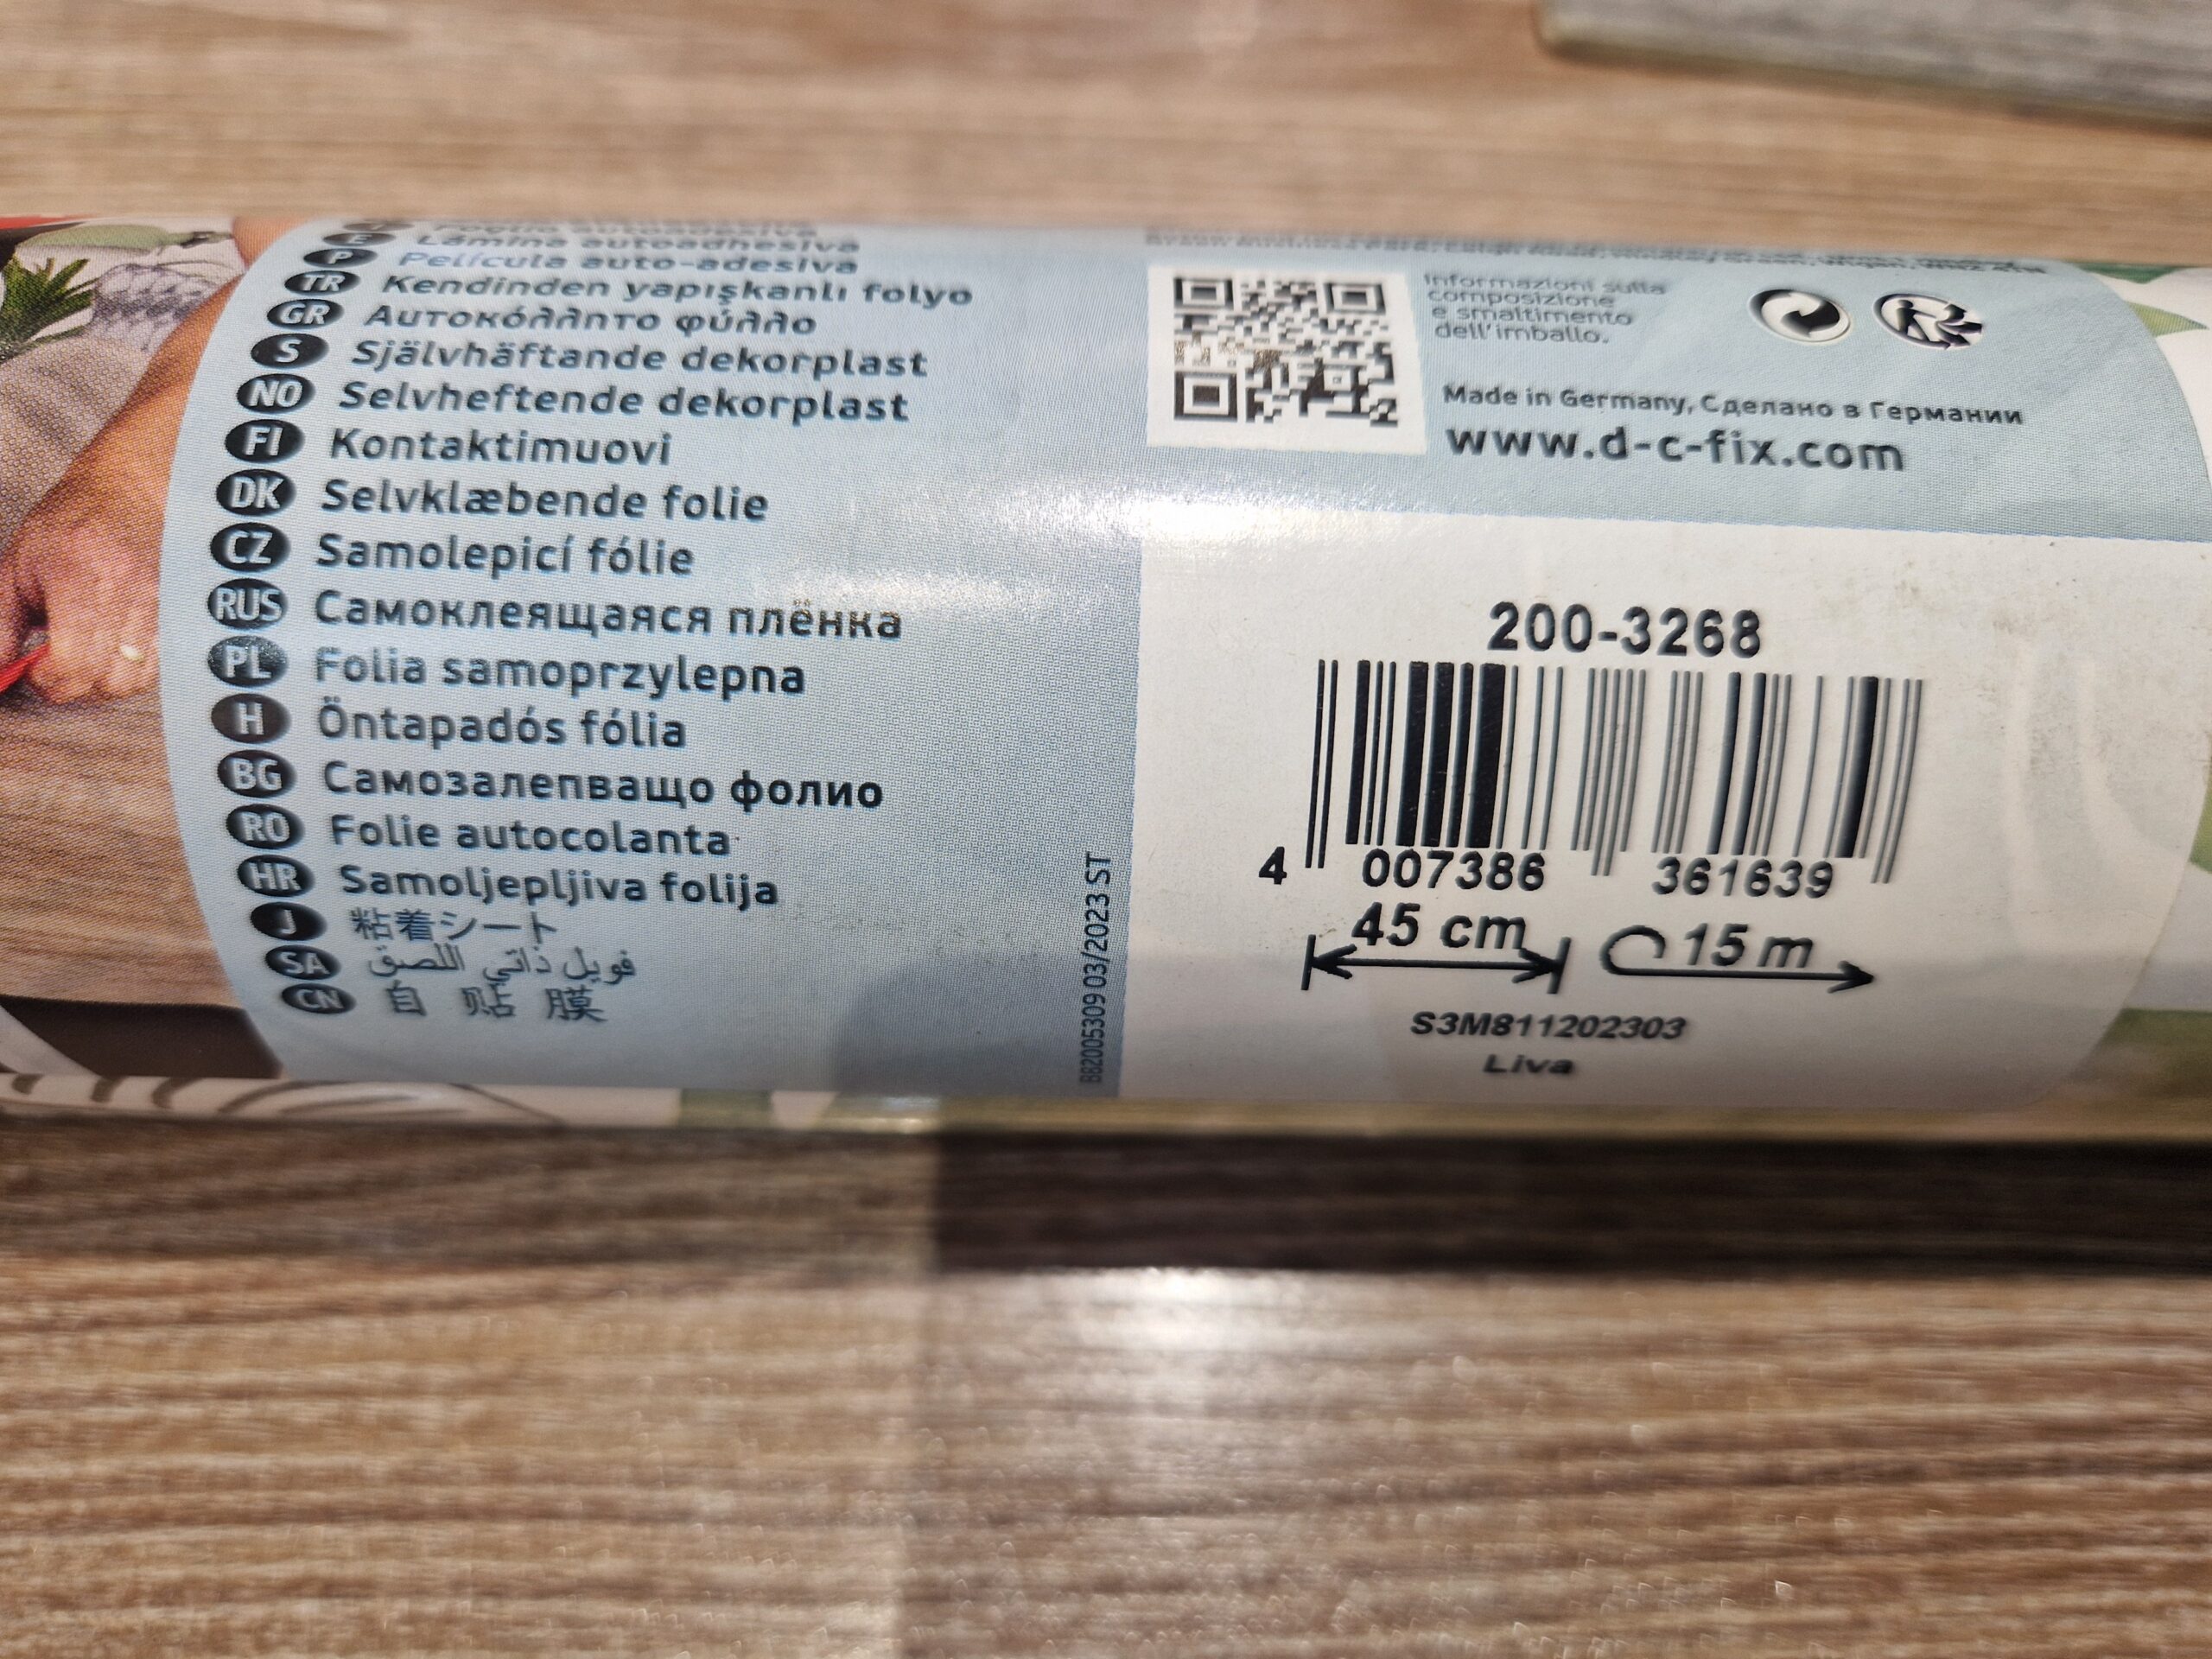 Lámina autoadhesiva
P Película auto-adesiva
TR Kendinden yapışkanlı folyo
GR Αυτοκόλλητο φύλλο
S Självhäftande dekorplast
NO Selvheftende dekorplast
FI Kontaktimuovi
DK Selvklæbende folie
CZ Samolepicí fólie
RUS Самоклеящаяся плёнка
PL Folia samoprzylepna
H Öntapadós fólia
BG Самозалепващо фолио
RO Folie autocolanta
HR Samoljepljiva folija
J 粘着シート
SA فويل ذاتي اللصق
CN 自 贴 膜
B82005309 03/2023 ST
Informazioni sulla
composizione
e smaltimento
dell'imballo.
Made in Germany, Сделано в Германии
www.d-c-fix.com
200-3268
4 007386 361639
45 cm 15 m
S3M811202303
Liva